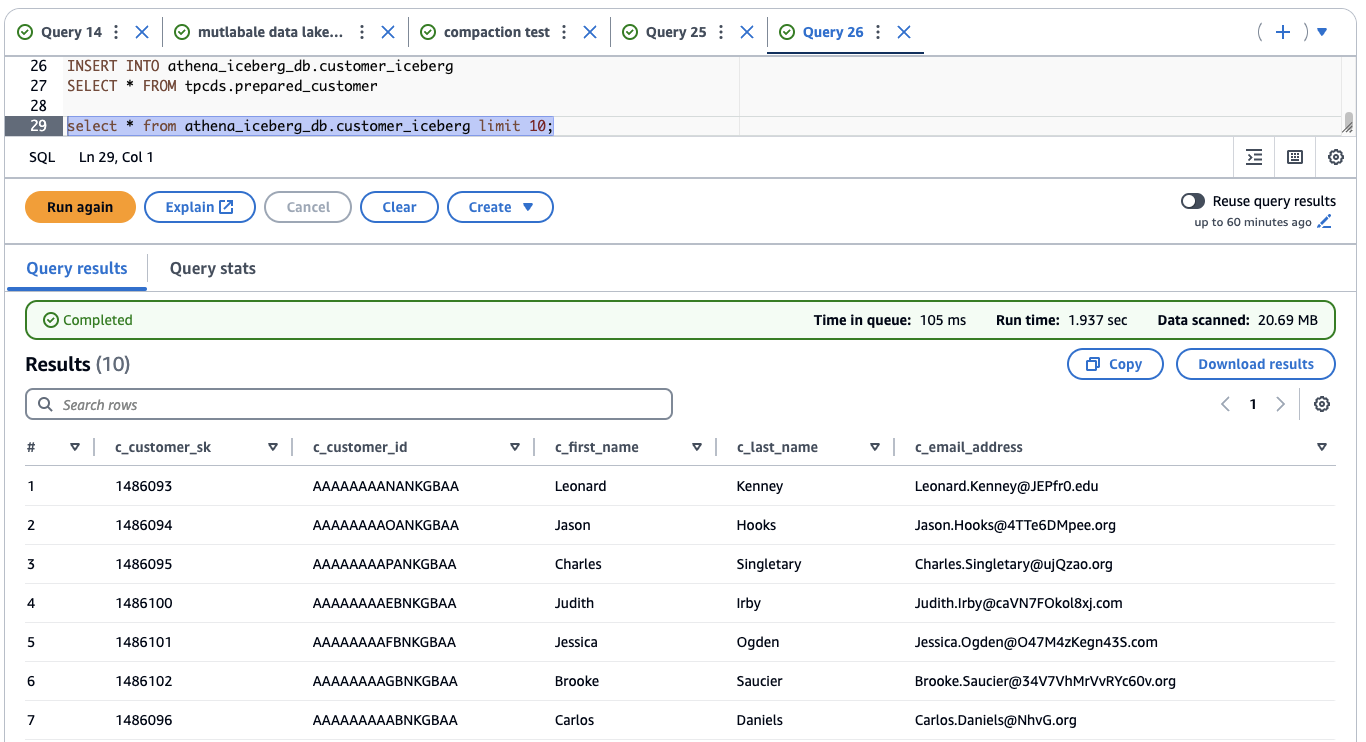 Query 14 mutlabale data lake... compaction test Query 25 Query 26
26 INSERT INTO athena_iceberg_db.customer_iceberg
27 SELECT * FROM tpcds.prepared_customer
28
29 select * from athena_iceberg_db.customer_iceberg limit 10;
SQL Ln 29, Col 1
Run again Explain Cancel Clear Create Reuse query results
up to 60 minutes ago
Query results Query stats
Completed Time in queue: 105 ms Run time: 1.937 sec Data scanned: 20.69 MB
Results (10) Copy Download results
Search rows 1
# c_customer_sk c_customer_id c_first_name c_last_name c_email_address
1 1486093 AAAAAAAANANKGBAA Leonard Kenney Leonard.Kenney@JEPfr0.edu
2 1486094 AAAAAAAAOANKGBAA Jason Hooks Jason.Hooks@4TTe6DMpee.org
3 1486095 AAAAAAAAPANKGBAA Charles Singletary Charles.Singletary@ujQzao.org
4 1486100 AAAAAAAAEBNKGBAA Judith Irby Judith.Irby@caVN7FOkol8xj.com
5 1486101 AAAAAAAAFBNKGBAA Jessica Ogden Jessica.Ogden@O47M4zKegn43S.com
6 1486102 AAAAAAAAGBNKGBAA Brooke Saucier Brooke.Saucier@34V7VhMrVvRYc60v.org
7 1486096 AAAAAAAAABNKGBAA Carlos Daniels Carlos.Daniels@NhvG.org